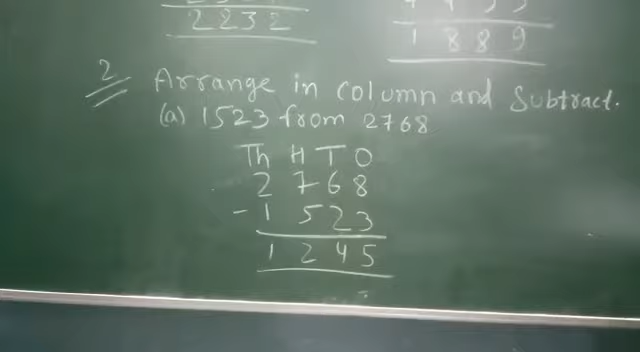 2232
1889
2 Arrange in column and Subtract.
(a) 1523 from 2768
Th H T O
2 7 6 8
- 1 5 2 3
1 2 4 5